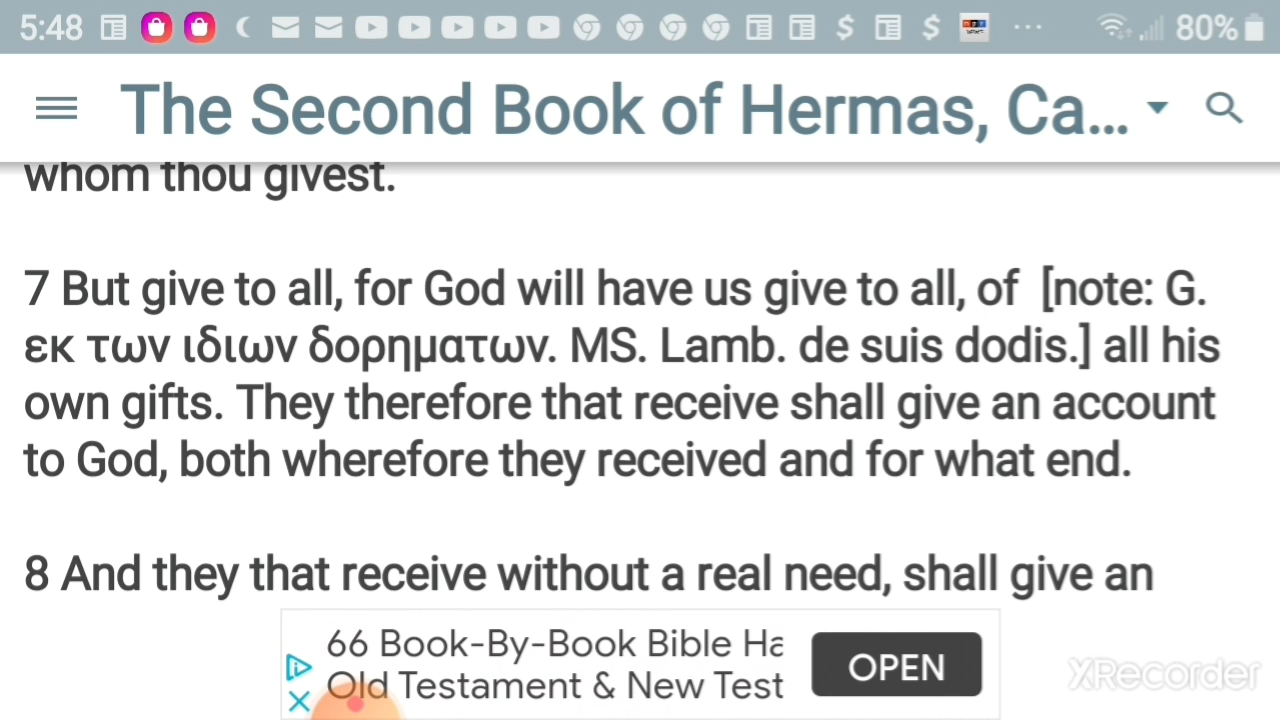 5:48 80%
The Second Book of Hermas, Ca...
whom thou givest.
7 But give to all, for God will have us give to all, of [note: G.
εκ των ιδιων δορηματων. MS. Lamb. de suis dodis.] all his
own gifts. They therefore that receive shall give an account
to God, both wherefore they received and for what end.
8 And they that receive without a real need, shall give an
66 Book-By-Book Bible Ha
Old Testament & New Test
OPEN
XRecorder